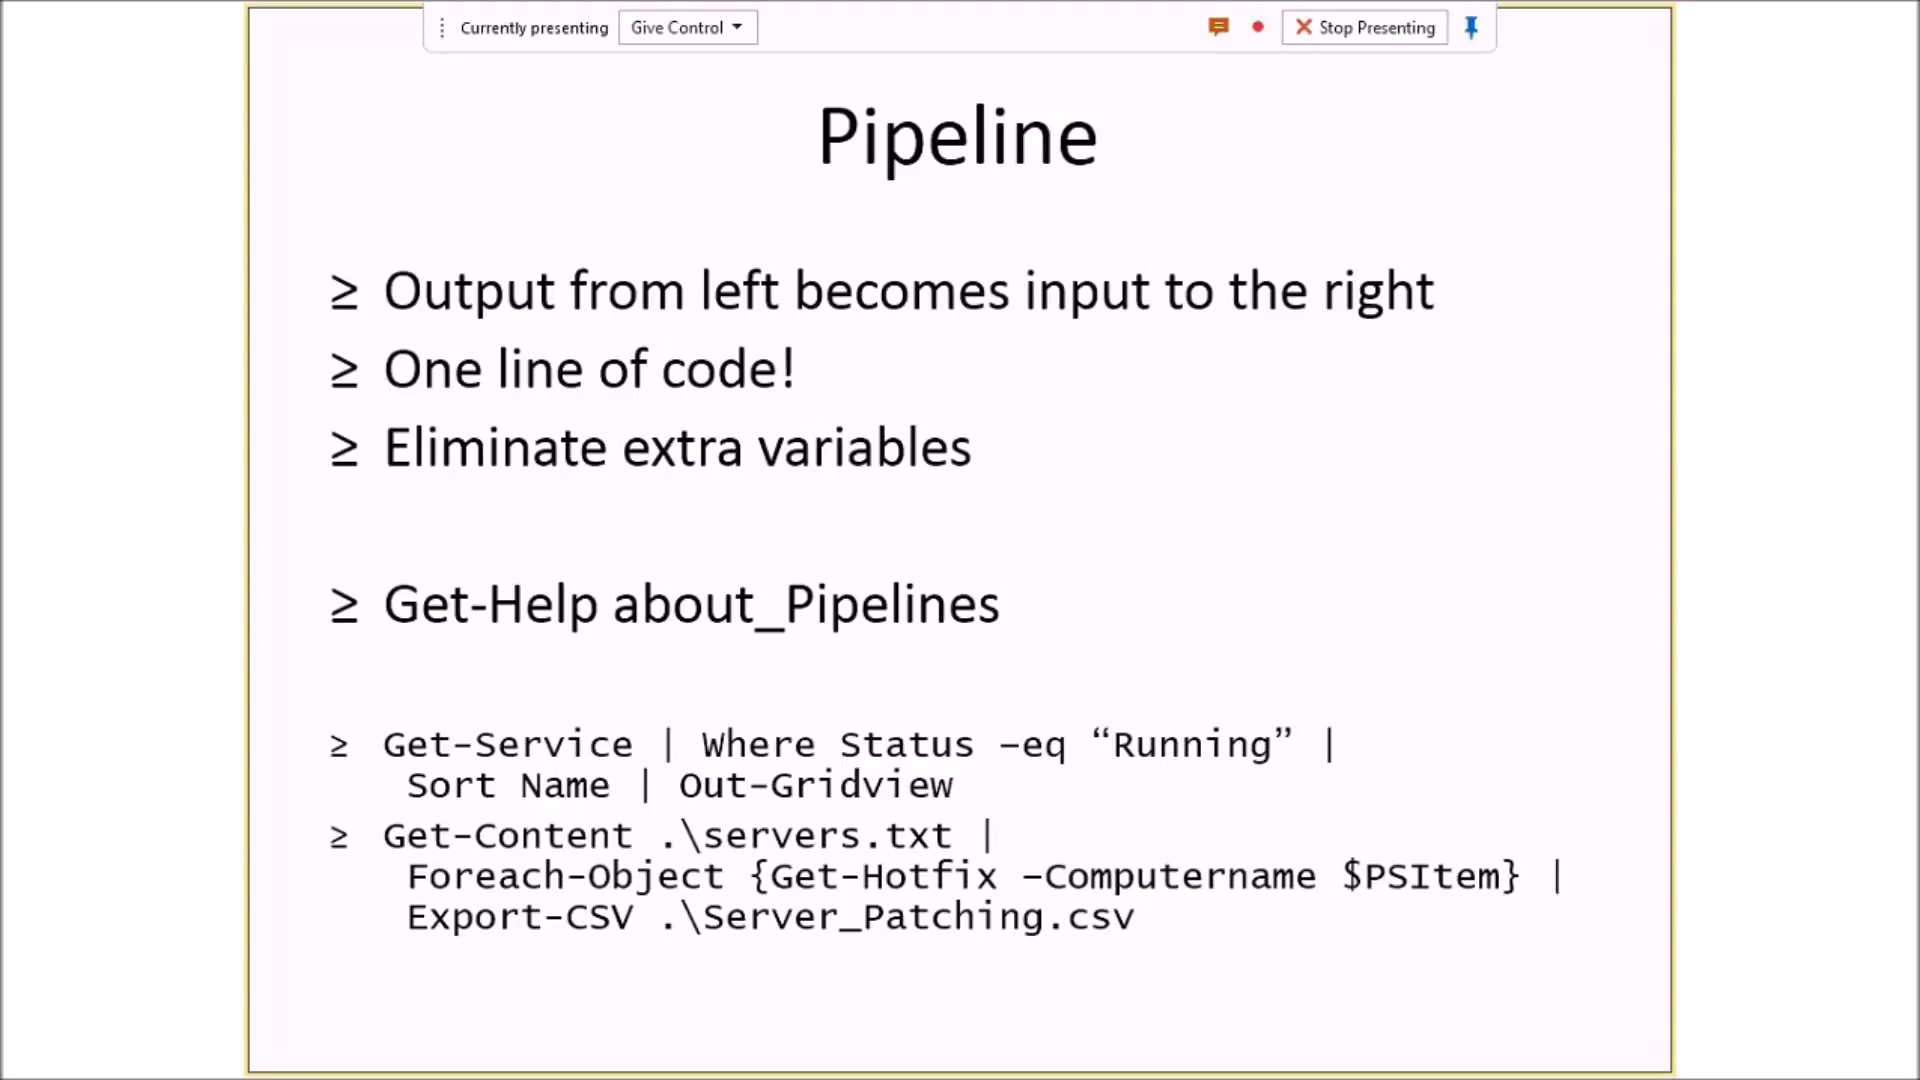 Currently presenting Give Control Stop Presenting
Pipeline
≥ Output from left becomes input to the right
≥ One line of code!
≥ Eliminate extra variables
≥ Get-Help about_Pipelines
≥ Get-Service | Where Status –eq “Running” |
Sort Name | Out-Gridview
≥ Get-Content .\servers.txt |
Foreach-Object {Get-Hotfix –Computername $PSItem} |
Export-CSV .\Server_Patching.csv